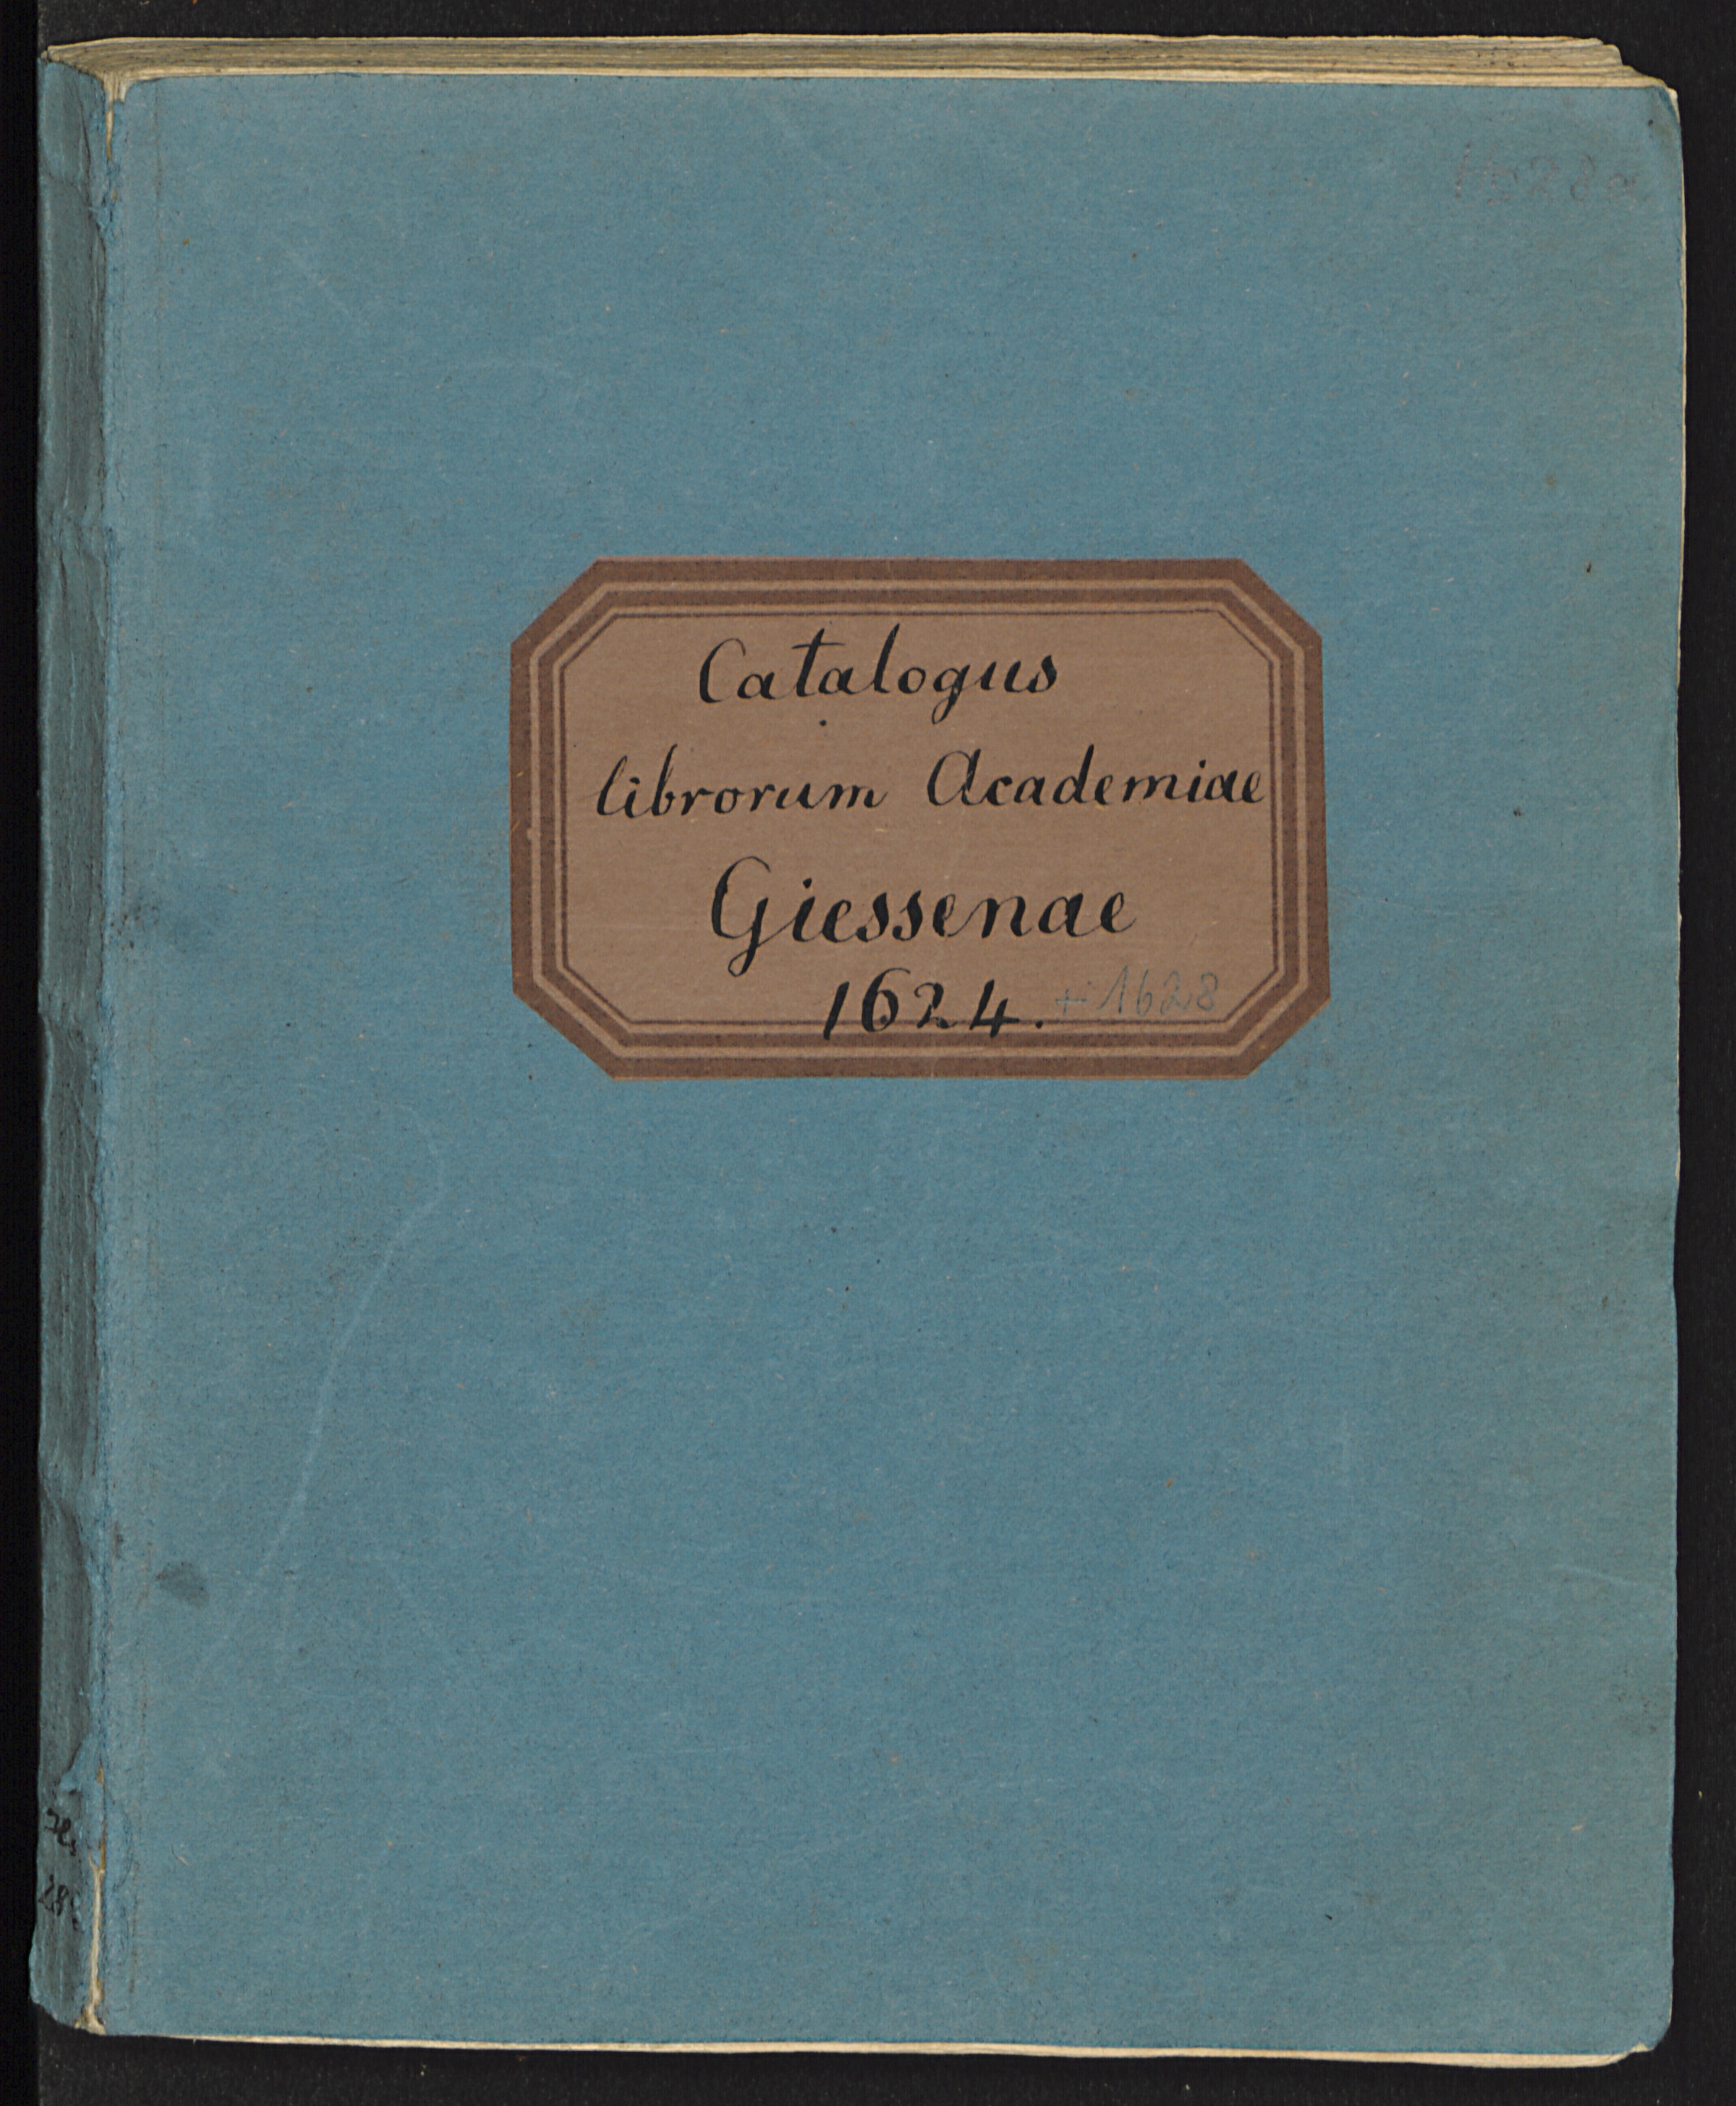 Catalogus
librorum Academiae
Giessenae
1624. + 1628